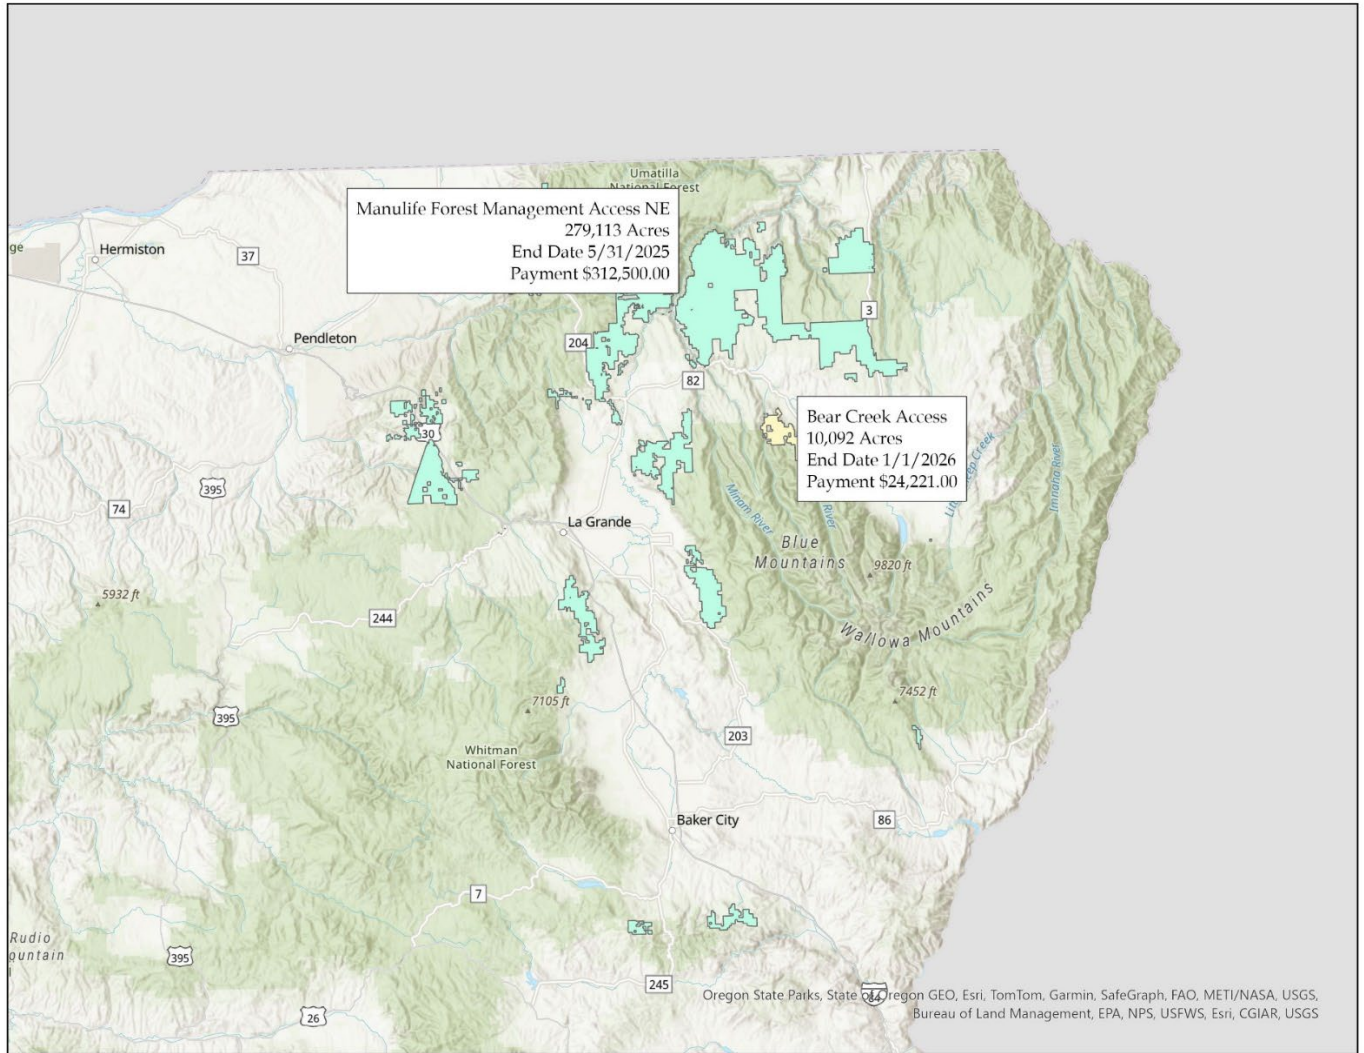 Umatilla
National Forest
Manulife Forest Management Access NE
279,113 Acres
End Date 5/31/2025
Payment $312,500.00
ge
Hermiston
37
3
Pendleton
204
82
30
Bear Creek Access
10,092 Acres
End Date 1/1/2026
Payment $24,221.00
395
74
Minam River
River
Creek
Imnaha River
La Grande
Blue
Mountains
9820 ft
5932 ft
244
Wallowa Mountains
7105 ft
7452 ft
395
203
Whitman
National Forest
Baker City
86
7
Rudio
ountain
395
245
84
26
Oregon State Parks, State of Oregon GEO, Esri, TomTom, Garmin, SafeGraph, FAO, METI/NASA, USGS,
Bureau of Land Management, EPA, NPS, USFWS, Esri, CGIAR, USGS